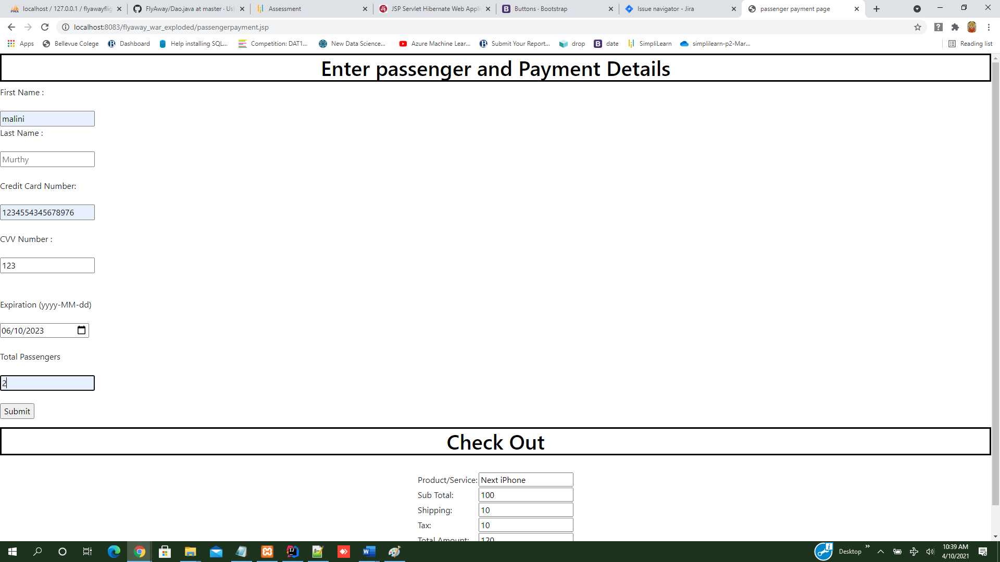 localhost / 127.0.0.1 / flyawayflig
FlyAway/Dao.java at master · Ush
Assessment
JSP Servlet Hibernate Web Appli
Buttons · Bootstrap
Issue navigator - Jira
passenger payment page
localhost:8083/flyaway_war_exploded/passengerpayment.jsp
Apps
Bellevue Colege
Dashboard
Help installing SQL...
Competition: DAT1...
New Data Science...
Azure Machine Lear...
Submit Your Report...
drop
date
SimpliLearn
simplilearn-p2-Mar...
Reading list
Enter passenger and Payment Details
First Name :
malini
Last Name :
Murthy
Credit Card Number:
1234554345678976
CVV Number :
123
Expiration (yyyy-MM-dd)
06/10/2023
Total Passengers
2
Submit
Check Out
Product/Service: Next iPhone
Sub Total: 100
Shipping: 10
Tax: 10
Total Amount: 120
Desktop
10:39 AM
4/10/2021